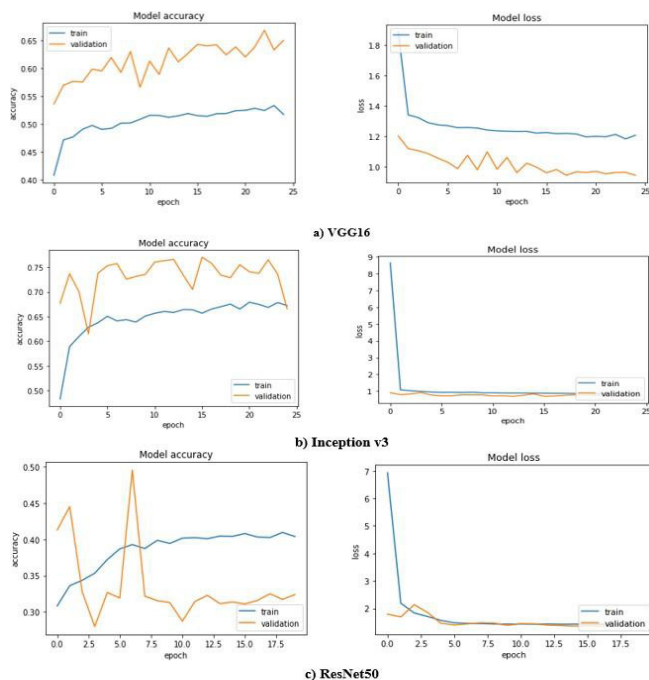 Model accuracy
train
validation
0.65
0.60
0.55
0.50
0.45
0.40
accuracy
0 5 10 15 20 25
epoch
Model loss
train
validation
1.8
1.6
1.4
1.2
1.0
loss
0 5 10 15 20 25
epoch
a) VGG16
Model accuracy
0.75
0.70
0.65
0.60
0.55
0.50
accuracy
train
validation
0 5 10 15 20 25
epoch
Model loss
9
8
7
6
5
4
3
2
1
loss
train
validation
0 5 10 15 20 25
epoch
b) Inception v3
Model accuracy
0.50
0.45
0.40
0.35
0.30
accuracy
train
validation
0.0 2.5 5.0 7.5 10.0 12.5 15.0 17.5
epoch
Model loss
7
6
5
4
3
2
loss
train
validation
0.0 2.5 5.0 7.5 10.0 12.5 15.0 17.5
epoch
c) ResNet50